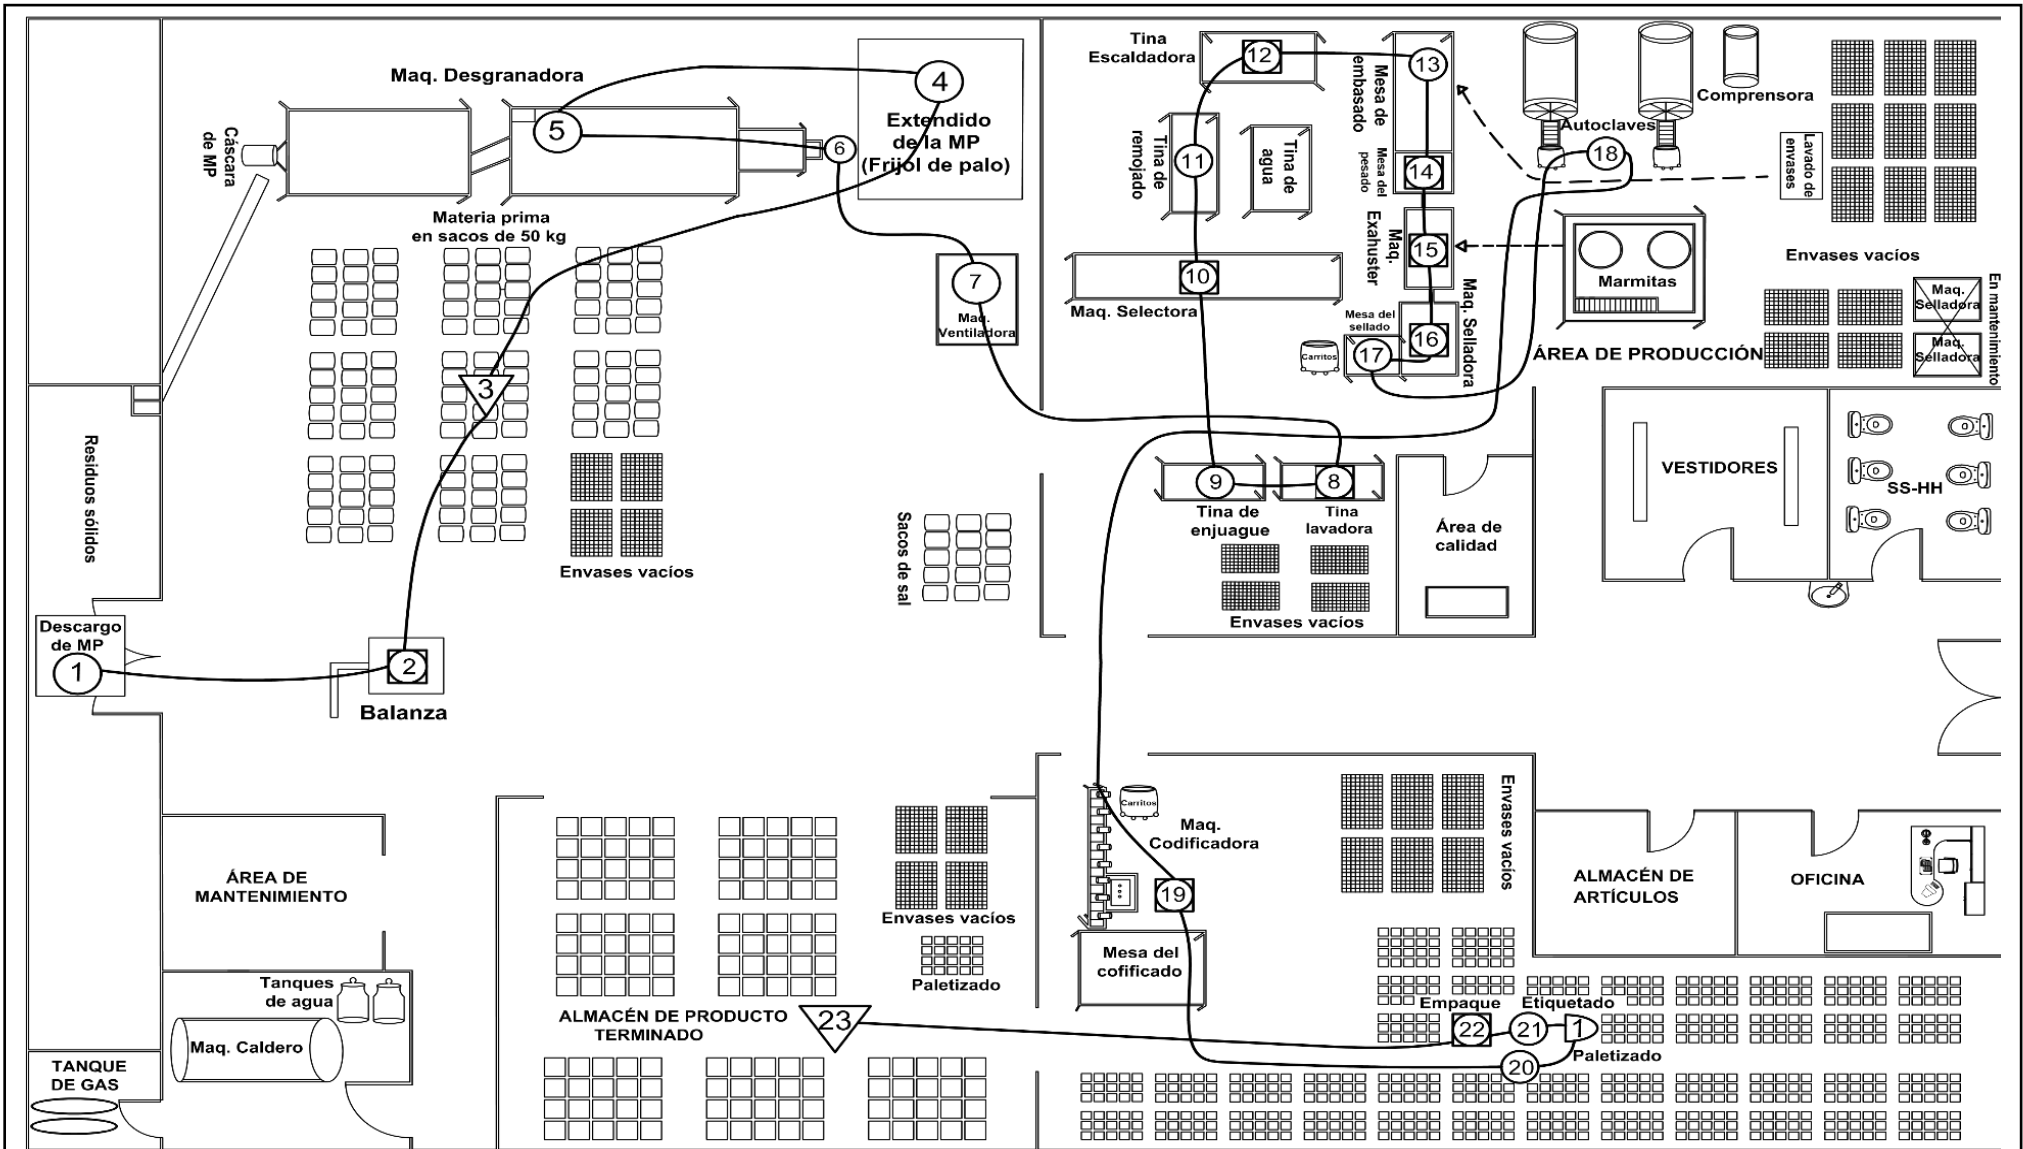 Maq. Desgranadora
Cáscara
de MP
5
4
Extendido
de la MP
(Frijol de palo)
6
Materia prima
en sacos de 50 kg
7
Maq.
Ventiladora
3
Envases vacíos
Sacos de sal
Residuos sólidos
Descargo
de MP
1
2
Balanza
Tina
Escaldadora
12
13
Mesa de
embasado
Tina de
remojado
11
Tina de
agua
Mesa del
pesado
14
Autoclaves
18
Comprensora
Lavado de
envases
Envases vacíos
10
Maq. Selectora
Maq.
Exahuster
15
Marmitas
Maq. Selladora
Mesa del
sellado
16
17
Carritos
ÁREA DE PRODUCCIÓN
Maq.
Selladora
Maq.
Selladora
En mantenimiento
9
8
Tina de
enjuague
Tina
lavadora
Envases vacíos
Área de
calidad
VESTIDORES
SS-HH
ÁREA DE
MANTENIMIENTO
Tanques
de agua
Maq. Caldero
TANQUE
DE GAS
Envases vacíos
Paletizado
ALMACÉN DE PRODUCTO
TERMINADO
23
Carritos
Maq.
Codificadora
19
Mesa del
cofificado
Envases vacíos
ALMACÉN DE
ARTÍCULOS
OFICINA
Empaque
Etiquetado
22
21
1
Paletizado
20